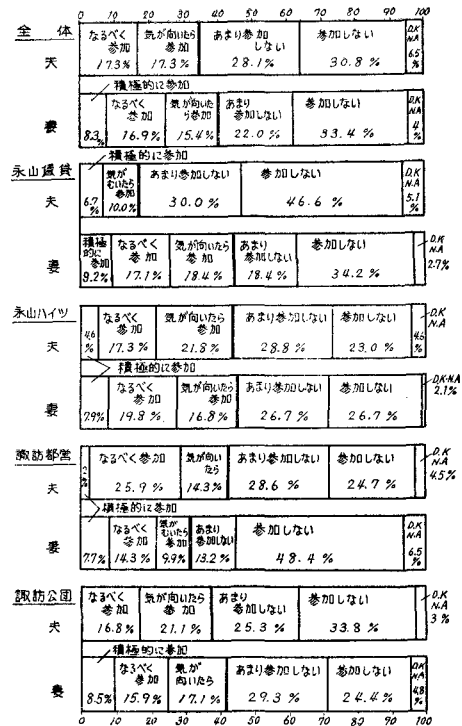 0 10 20 30 40 50 60 70 80 90 100
全体
夫
なるべく参加
17.3%
気が向いたら参加
17.3%
あまり参加しない
28.1%
参加しない
30.8%
D.K
N.A
6.5
%
積極的に参加
妻
8.3%
なるべく参加
16.9%
気が向いたら参加
15.4%
あまり参加しない
22.0%
参加しない
33.4%
D.K
N.A
4
%
積極的に参加
永山賃貸
夫
6.7
%
気がむいたら参加
10.0%
あまり参加しない
30.0%
参加しない
46.6%
D.K
N.A
5.1
%
妻
積極的に参加
9.2%
なるべく参加
17.1%
気が向いたら参加
18.4%
あまり参加しない
18.4%
参加しない
34.2%
D.K
N.A
2.7%
永山ハイツ
夫
4.6
%
なるべく参加
17.3%
気が向いたら参加
21.8%
あまり参加しない
28.8%
参加しない
23.0%
D.K
N.A
4.5
%
積極的に参加
妻
7.9%
なるべく参加
19.8%
気が向いたら参加
16.8%
あまり参加しない
26.7%
参加しない
26.7%
D.K-N.A
2.1%
諏訪都営
夫
なるべく参加
25.9%
気が向いたら
14.3%
あまり参加しない
28.6%
参加しない
24.7%
D.K
N.A
4.5%
積極的に参加
妻
7.7%
なるべく参加
14.3%
気がむいたら参加
9.9%
あまり参加しない
13.2%
参加しない
48.4%
D.K
N.A
6.5
%
諏訪公団
夫
なるべく参加
16.8%
気が向いたら参加
21.1%
あまり参加しない
25.3%
参加しない
33.8%
D.K
N.A
3%
積極的に参加
妻
8.5%
なるべく参加
15.9%
気が向いたら
17.1%
あまり参加しない
29.3%
参加しない
24.4%
D.K
N.A
4.8
%
0 10 20 30 40 50 60 70 80 90 100